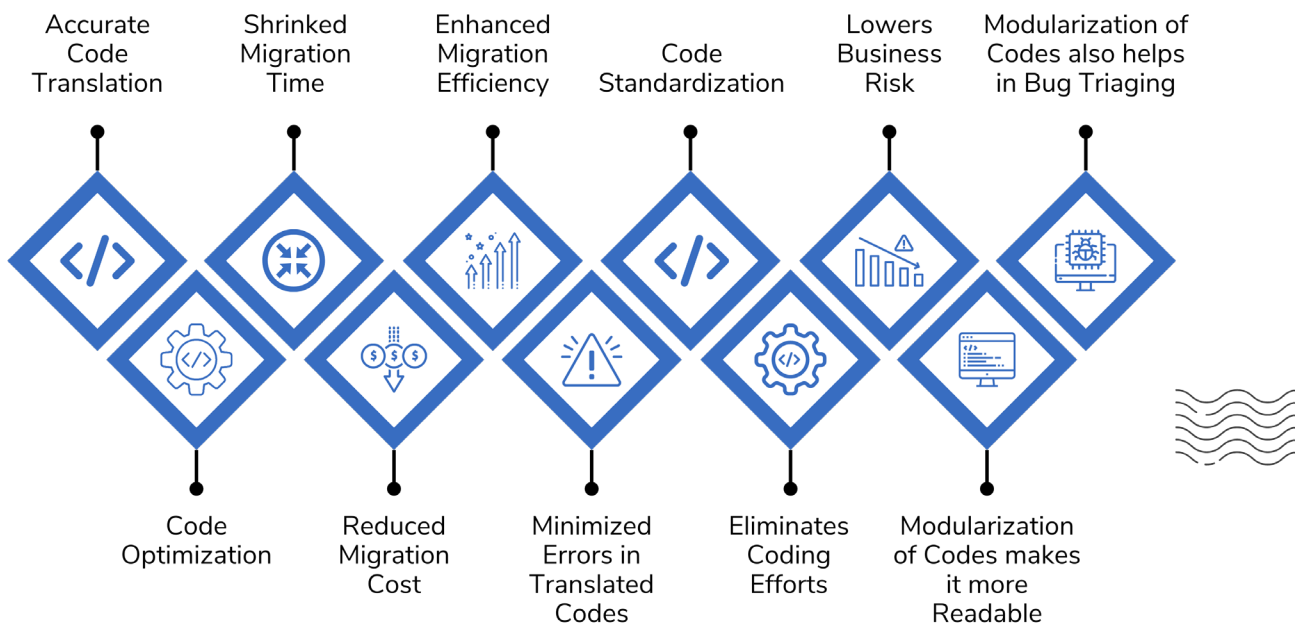 Accurate
Code
Translation
Shrinked
Migration
Time
Enhanced
Migration
Efficiency
Code
Standardization
Lowers
Business
Risk
Modularization of
Codes also helps
in Bug Triaging
</>
</>
</>
$ $ $
!
!
</>
</>
Code
Optimization
Reduced
Migration
Cost
Minimized
Errors in
Translated
Codes
Eliminates
Coding
Efforts
Modularization
of Codes makes
it more
Readable